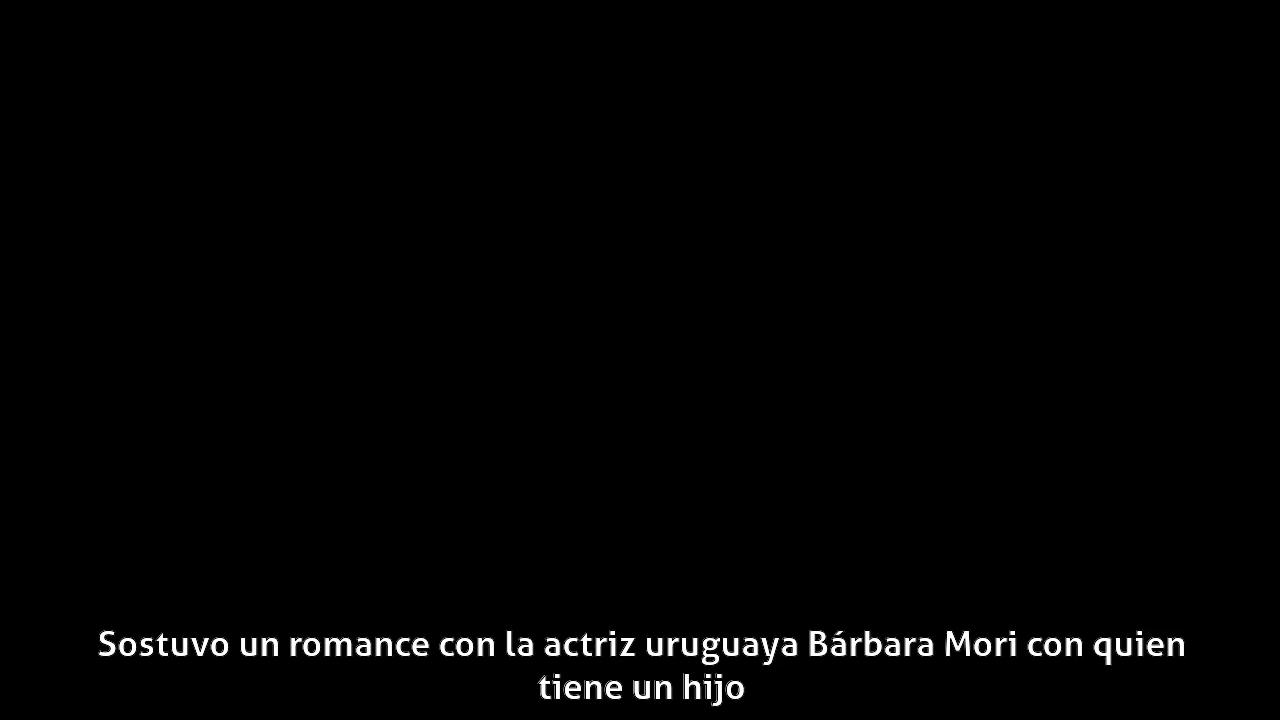 Sostuvo un romance con la actriz uruguaya Bárbara Mori con quien
tiene un hijo